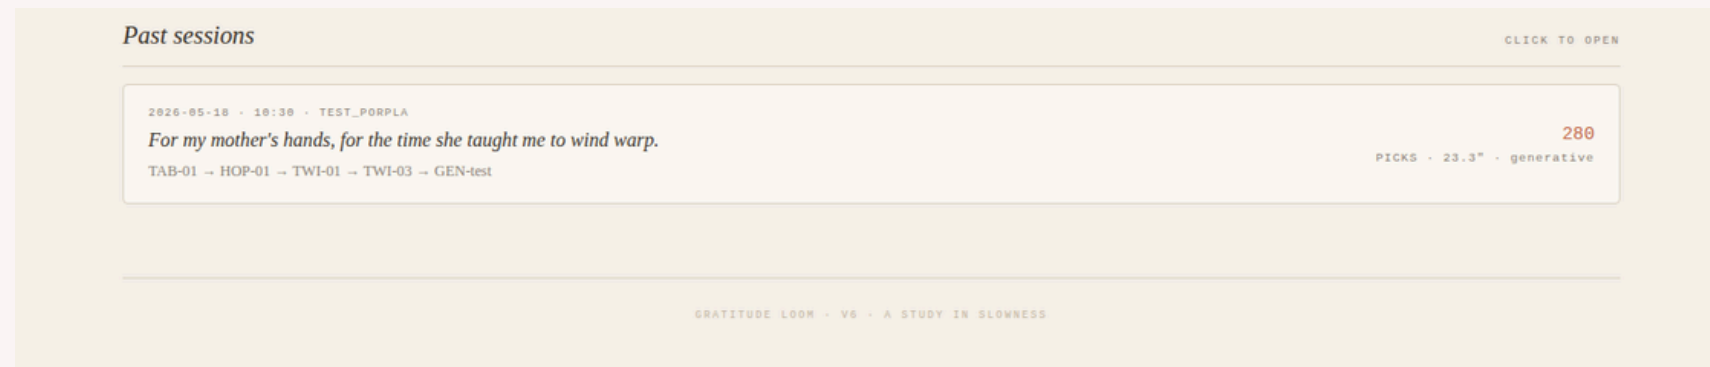 Past sessions
CLICK TO OPEN
2026-05-18 · 10:30 · TEST_PORPLA
For my mother's hands, for the time she taught me to wind warp.
TAB-01 → HOP-01 → TWI-01 → TWI-03 → GEN-test
280
PICKS · 23.3" · generative
GRATITUDE LOOM · V6 · A STUDY IN SLOWNESS